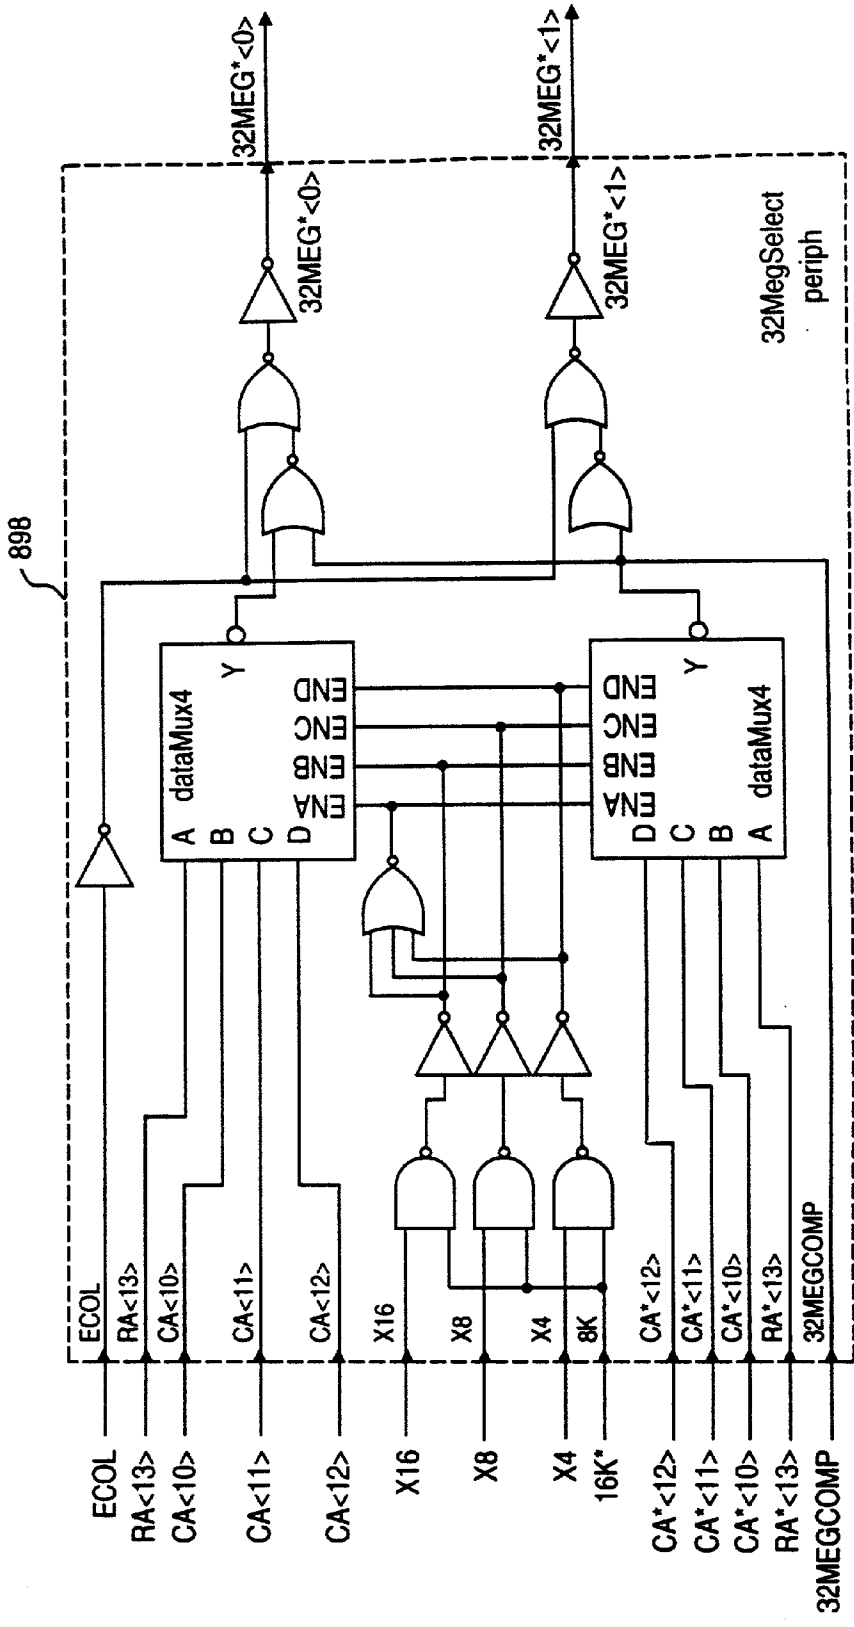 898
ECOL
RA<13>
CA<10>
CA<11>
CA<12>
X16
X8
X4
16K*
CA*<12>
CA*<11>
CA*<10>
RA*<13>
32MEGCOMP
ECOL
RA<13>
CA<10>
CA<11>
CA<12>
X16
X8
X4
8K
CA*<12>
CA*<11>
CA*<10>
RA*<13>
32MEGCOMP
A
B
C
D
dataMux4
Y
ENA
ENB
ENC
END
D
C
B
A
dataMux4
Y
ENA
ENB
ENC
END
32MEG*<0>
32MEG*<1>
32MEG*<0>
32MEG*<1>
32MegSelect
periph